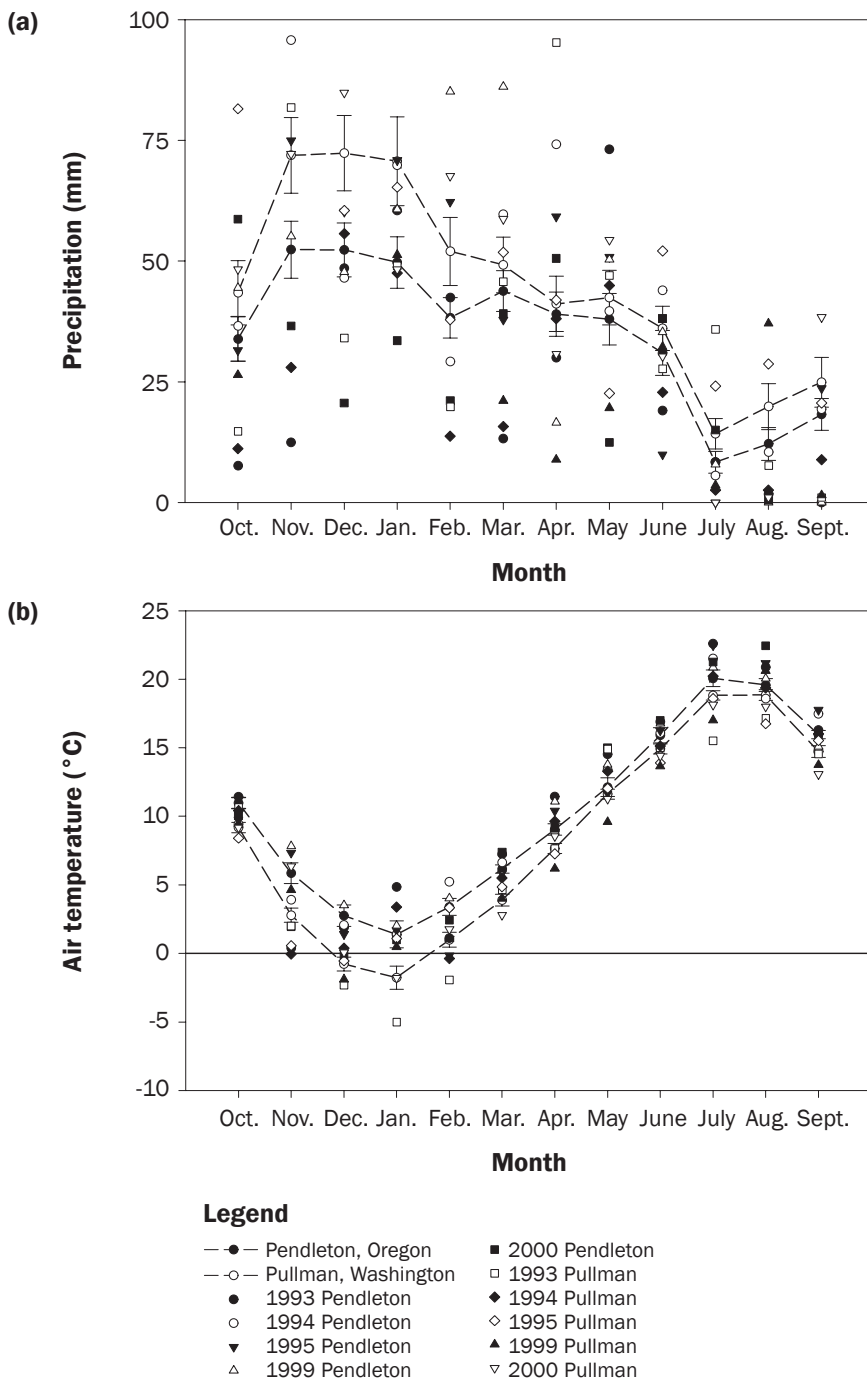 (a)
100
75
50
25
0
Precipitation (mm)
Oct. Nov. Dec. Jan. Feb. Mar. Apr. May June July Aug. Sept.
Month
(b)
25
20
15
10
5
0
-5
-10
Air temperature (°C)
Oct. Nov. Dec. Jan. Feb. Mar. Apr. May June July Aug. Sept.
Month
Legend
Pendleton, Oregon
Pullman, Washington
1993 Pendleton
1994 Pendleton
1995 Pendleton
1999 Pendleton
2000 Pendleton
1993 Pullman
1994 Pullman
1995 Pullman
1999 Pullman
2000 Pullman